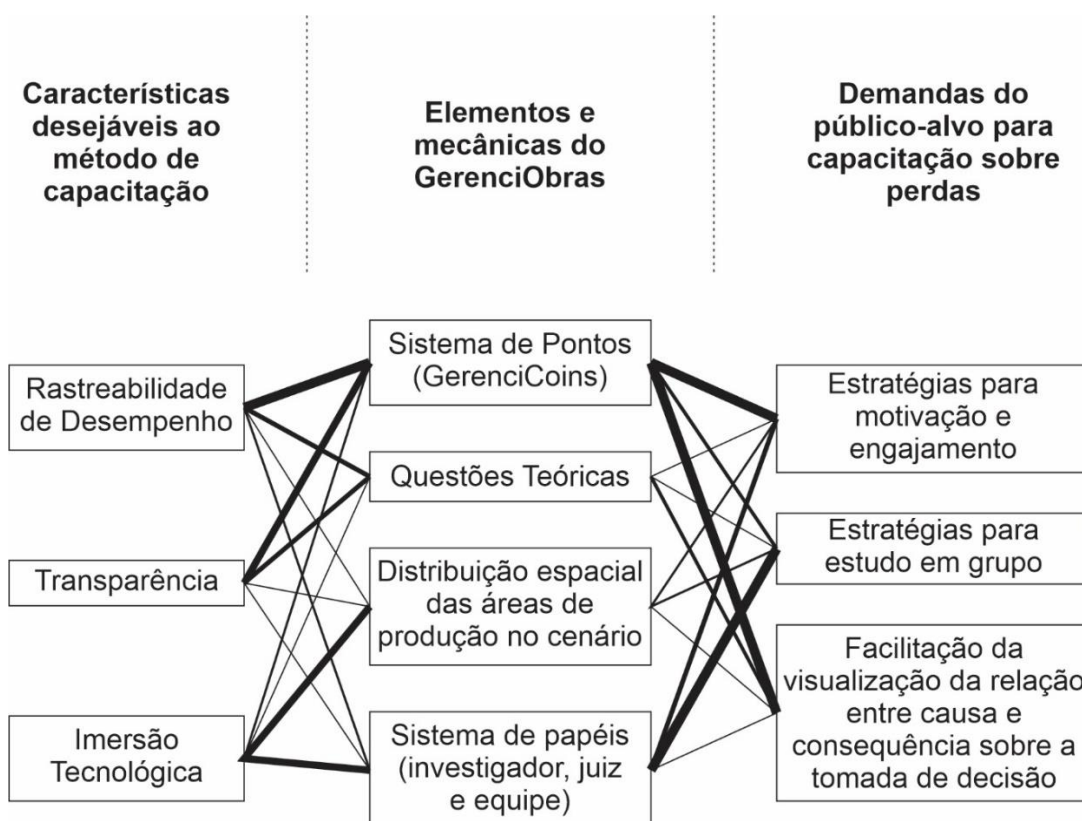 Características
desejáveis ao
método de
capacitação
Elementos e
mecânicas do
GerenciObras
Demandas do
público-alvo para
capacitação sobre
perdas
Rastreabilidade
de Desempenho
Transparência
Imersão
Tecnológica
Sistema de Pontos
(GerenciCoins)
Questões Teóricas
Distribuição espacial
das áreas de
produção no cenário
Sistema de papéis
(investigador, juiz
e equipe)
Estratégias para
motivação e
engajamento
Estratégias para
estudo em grupo
Facilitação da
visualização da relação
entre causa e
consequência sobre a
tomada de decisão